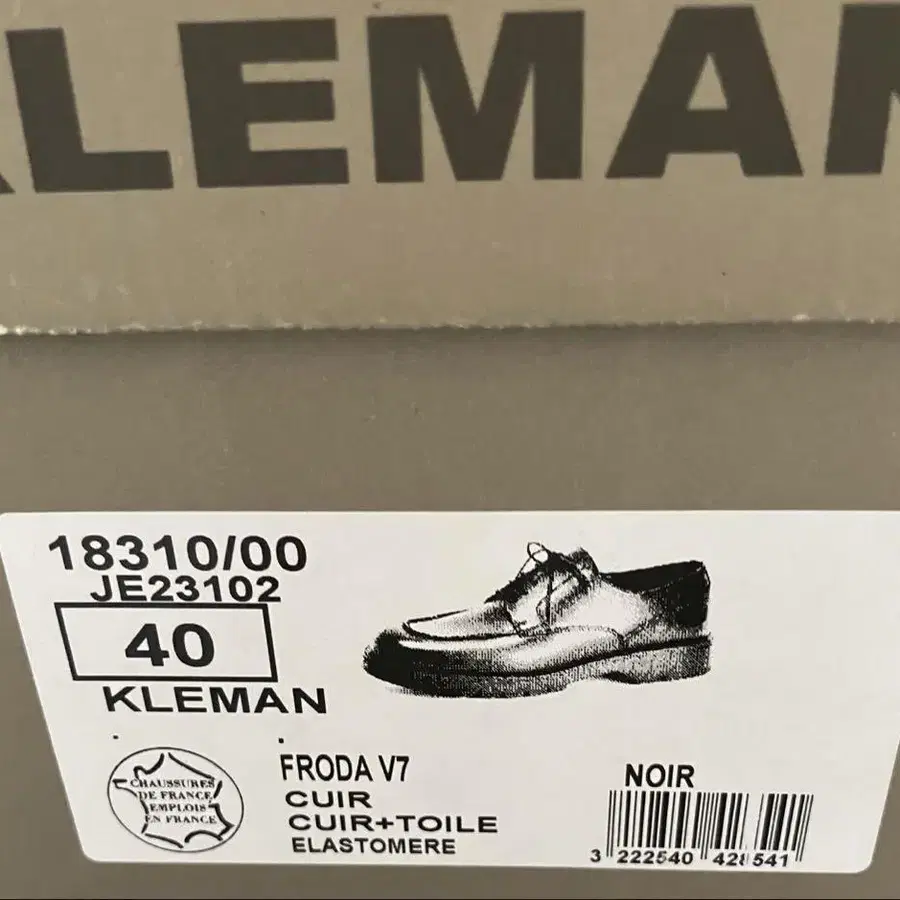 KLEMAN
18310/00
JE23102
40
KLEMAN
CHAUSSURES
DE FRANCE
EMPLOIS
EN FRANCE
FRODA V7
CUIR
CUIR+TOILE
ELASTOMERE
NOIR
3 222540 428541